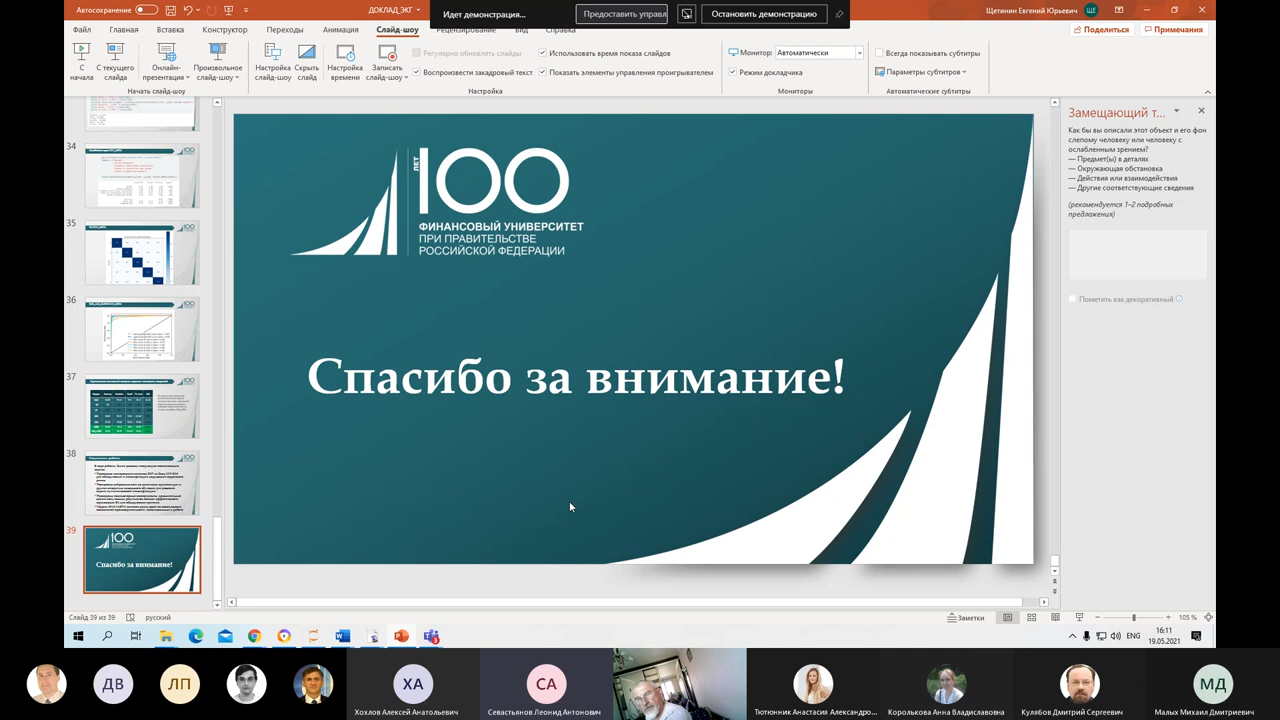 Автосохранение
ДОКЛАД_ЭКГ
Идет демонстрация...
Предоставить управл
Остановить демонстрацию
Щетинин Евгений Юрьевич
ЩЕ
Файл
Главная
Вставка
Конструктор
Переходы
Анимация
Слайд-шоу
Рецензирование
Вид
Справка
Поделиться
Примечания
С начала
С текущего слайда
Онлайн-презентация
Произвольное слайд-шоу
Настройка слайд-шоу
Скрыть слайд
Настройка времени
Записать слайд-шоу
Регулярно обновлять слайды
Воспроизвести закадровый текст
Использовать время показа слайдов
Показать элементы управления проигрывателем
Монитор:
Автоматически
Режим докладчика
Всегда показывать субтитры
Параметры субтитров
Начать слайд-шоу
Настройка
Мониторы
Автоматические субтитры
34
35
36
37
38
39
100
Спасибо за внимание!
ЛЕТ
100
ФИНАНСОВЫЙ УНИВЕРСИТЕТ
ПРИ ПРАВИТЕЛЬСТВЕ
РОССИЙСКОЙ ФЕДЕРАЦИИ
Спасибо за внимание!
Замещающий т...
Как бы вы описали этот объект и его фон
слепому человеку или человеку с
ослабленным зрением?
— Предмет(ы) в деталях
— Окружающая обстановка
— Действия или взаимодействия
— Другие соответствующие сведения
(рекомендуется 1–2 подробных
предложения)
Пометить как декоративный
Слайд 39 из 39
русский
Заметки
105 %
ENG
16:11
19.05.2021
ДВ
ЛП
ХА
Хохлов Алексей Анатольевич
СА
Севастьянов Леонид Антонович
Тютюнник Анастасия Александро...
Королькова Анна Владиславовна
Кулябов Дмитрий Сергеевич
МД
Малых Михаил Дмитриевич